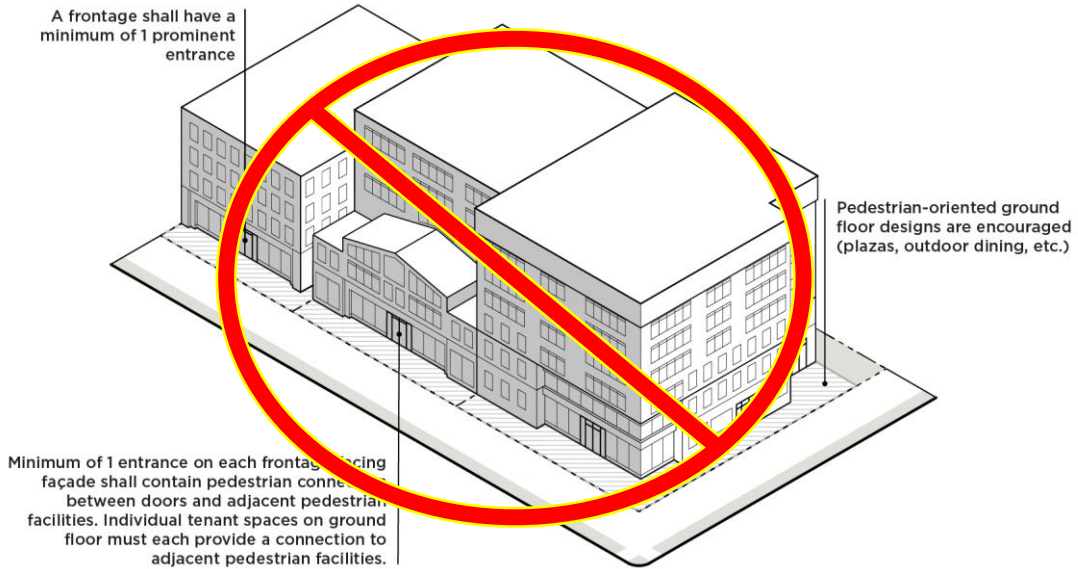 A frontage shall have a
minimum of 1 prominent
entrance
Pedestrian-oriented ground
floor designs are encouraged
(plazas, outdoor dining, etc.)
Minimum of 1 entrance on each frontage facing
façade shall contain pedestrian
between doors and adjacent pedestrian
facilities. Individual tenant spaces on ground
floor must each provide a connection to
adjacent pedestrian facilities.